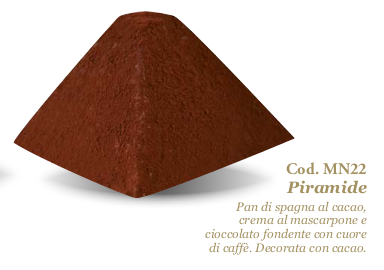 Cod. MN22
Piramide
Pan di spagna al cacao,
crema al mascarpone e
cioccolato fondente con cuore
di caffè. Decorata con cacao.